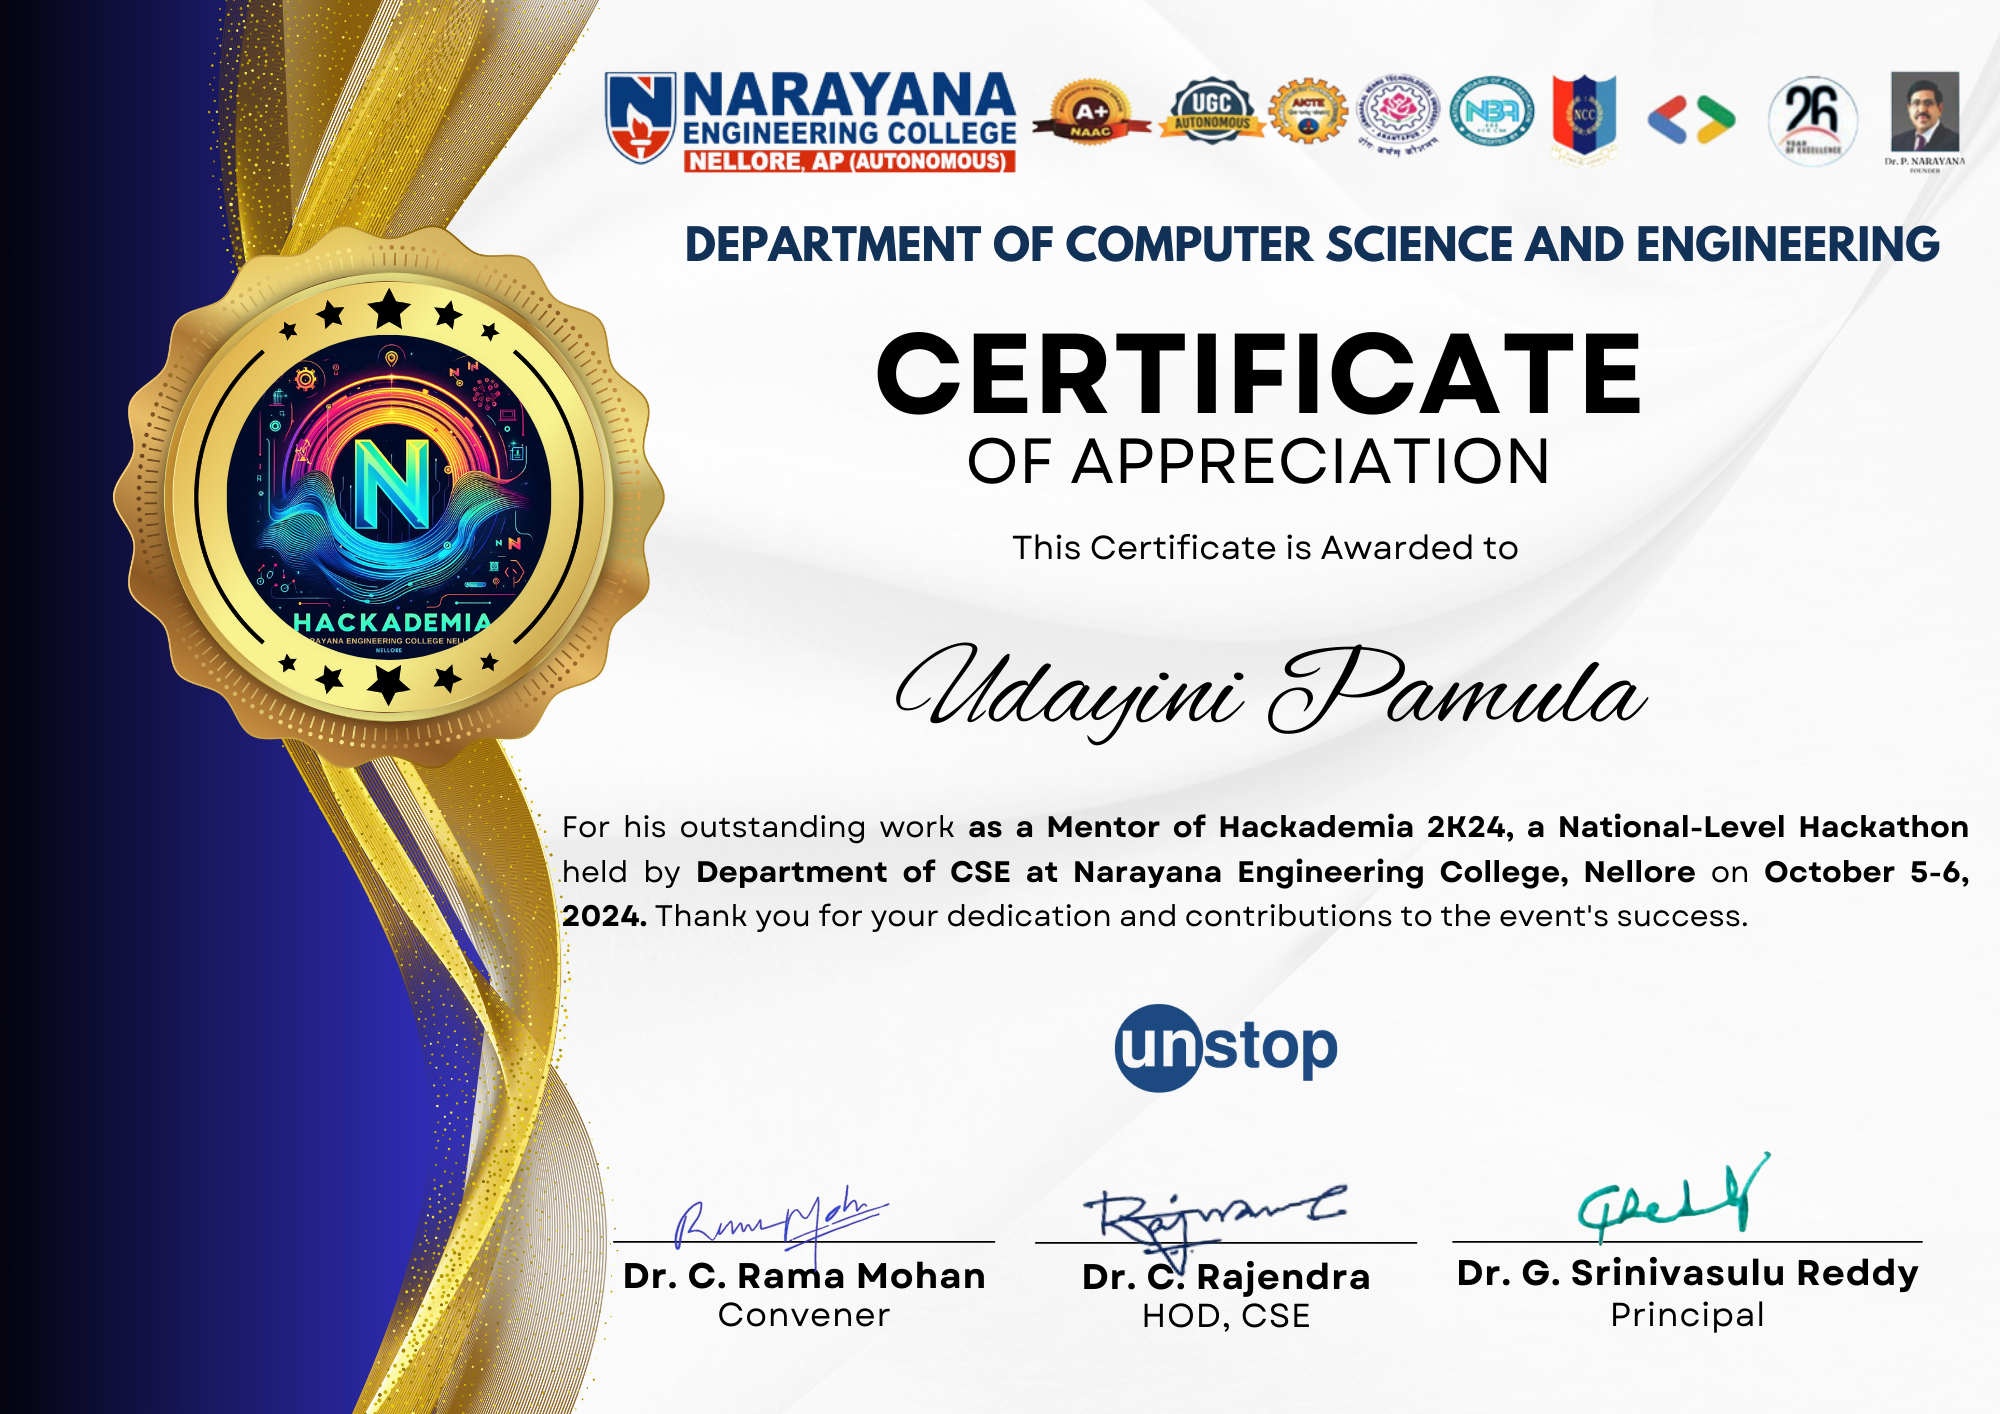 NARAYANA
ENGINEERING COLLEGE
NELLORE, AP (AUTONOMOUS)
A+
NAAC
UGC
AUTONOMOUS
AICTE
NBA
NCC
26
YEAR
OF EXCELLENCE
Dr. P. NARAYANA
FOUNDER
DEPARTMENT OF COMPUTER SCIENCE AND ENGINEERING
CERTIFICATE
OF APPRECIATION
This Certificate is Awarded to
Udayini Pamula
N
HACKADEMIA
RAYANA ENGINEERING COLLEGE NELL
NELLORE
For his outstanding work as a Mentor of Hackademia 2K24, a National-Level Hackathon
held by Department of CSE at Narayana Engineering College, Nellore on October 5-6,
2024. Thank you for your dedication and contributions to the event's success.
unstop
Dr. C. Rama Mohan
Convener
Dr. C. Rajendra
HOD, CSE
Dr. G. Srinivasulu Reddy
Principal